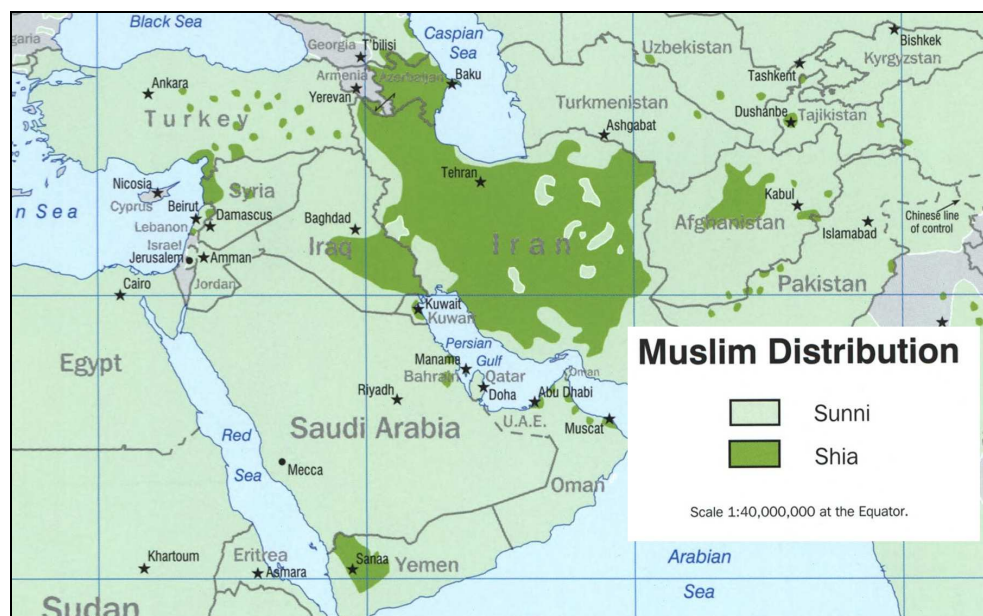 Black Sea
Georgia
T'bilisi
Caspian
Sea
Uzbekistan
Bishkek
Kyrgyzstan
Tashkent
Armenia
Azerbaijan
Baku
Yerevan
Ankara
Turkey
Turkmenistan
Ashgabat
Dushanbe
Tajikistan
Tehran
Nicosia
Cyprus
Syria
Beirut
Damascus
Lebanon
Baghdad
Iraq
Iran
Kabul
Afghanistan
Islamabad
Chinese line
of control
n Sea
Israel
Jerusalem
Amman
Jordan
Cairo
Pakistan
Kuwait
Persian
Gulf
Egypt
Manama
Bahrain
Qatar
Doha
Oman
Abu Dhabi
U.A.E.
Riyadh
Muscat
Saudi Arabia
Red
Sea
Mecca
Oman
Muslim Distribution
Sunni
Shia
Scale 1:40,000,000 at the Equator.
Khartoum
Eritrea
Asmara
Sanaa
Yemen
Arabian
Sea
Sudan